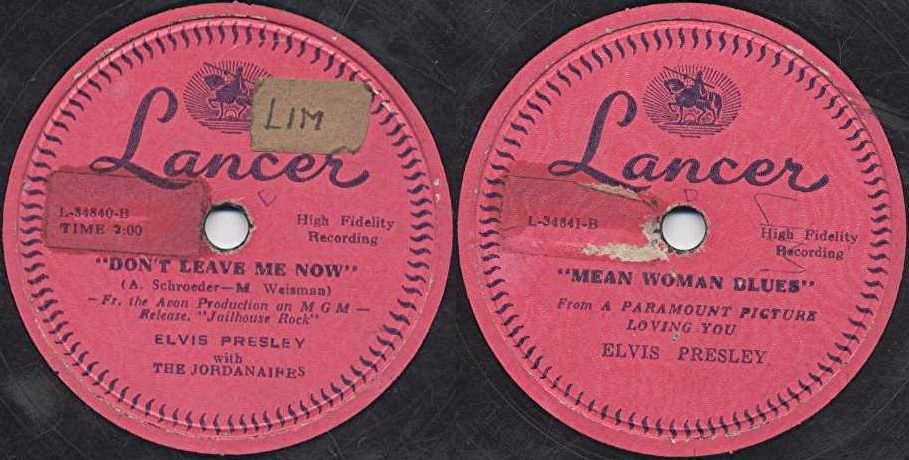 LIM
Lancer
L-34840-B
TIME 2:00
High Fidelity
Recording
"DON'T LEAVE ME NOW"
(A. Schroeder—M Weisman)
—Fr. the Avon Production an M G M—
Release, "Jailhouse Rock"
ELVIS PRESLEY
with
THE JORDANAIRES
Lancer
L-34841-B
High Fidelity
Recording
"MEAN WOMAN BLUES"
From A PARAMOUNT PICTURE
LOVING YOU
ELVIS PRESLEY